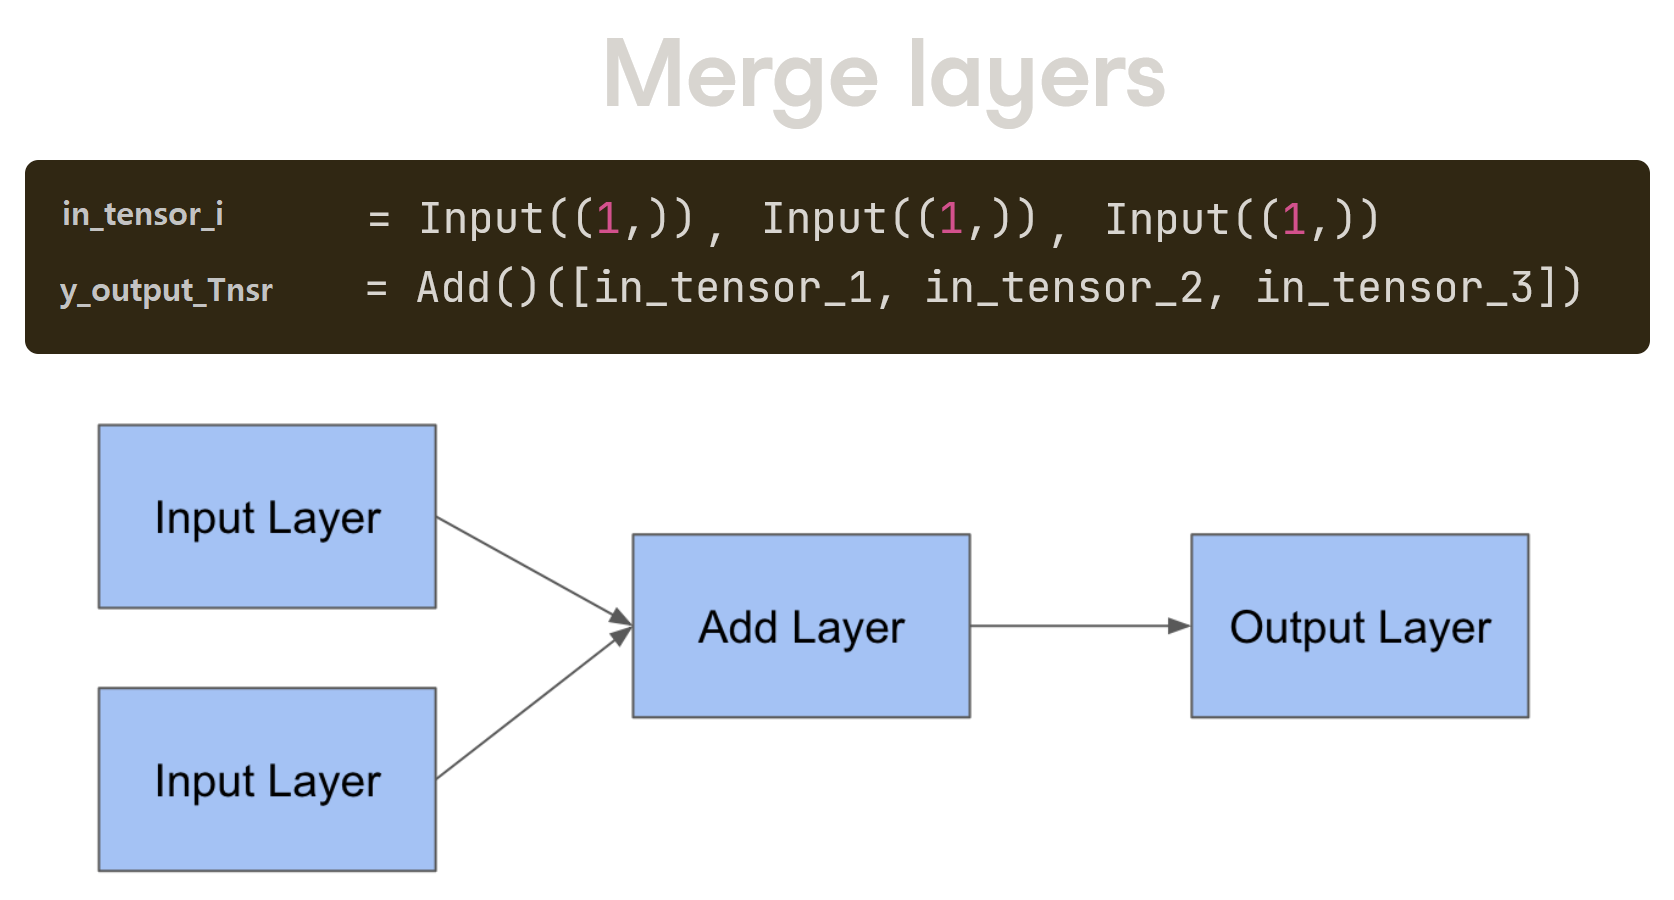 Merge layers
in_tensor_i = Input((1,)), Input((1,)), Input((1,))
y_output_Tnsr = Add()([in_tensor_1, in_tensor_2, in_tensor_3])
Input Layer
Add Layer
Output Layer
Input Layer